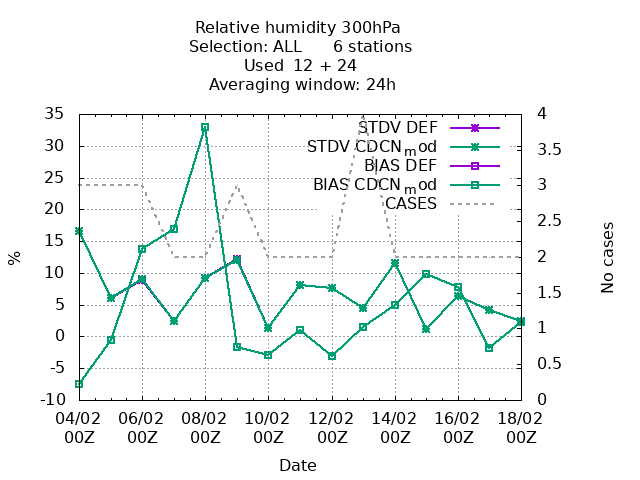 Relative humidity 300hPa
Selection: ALL      6 stations
Used  12 + 24
Averaging window: 24h
STDV DEF
STDV CDCN_mod
BIAS DEF
BIAS CDCN_mod
CASES
35
30
25
20
15
10
5
0
-5
-10
%
4
3.5
3
2.5
2
1.5
1
0.5
0
No cases
04/02 06/02 08/02 10/02 12/02 14/02 16/02 18/02
00Z 00Z 00Z 00Z 00Z 00Z 00Z 00Z
Date